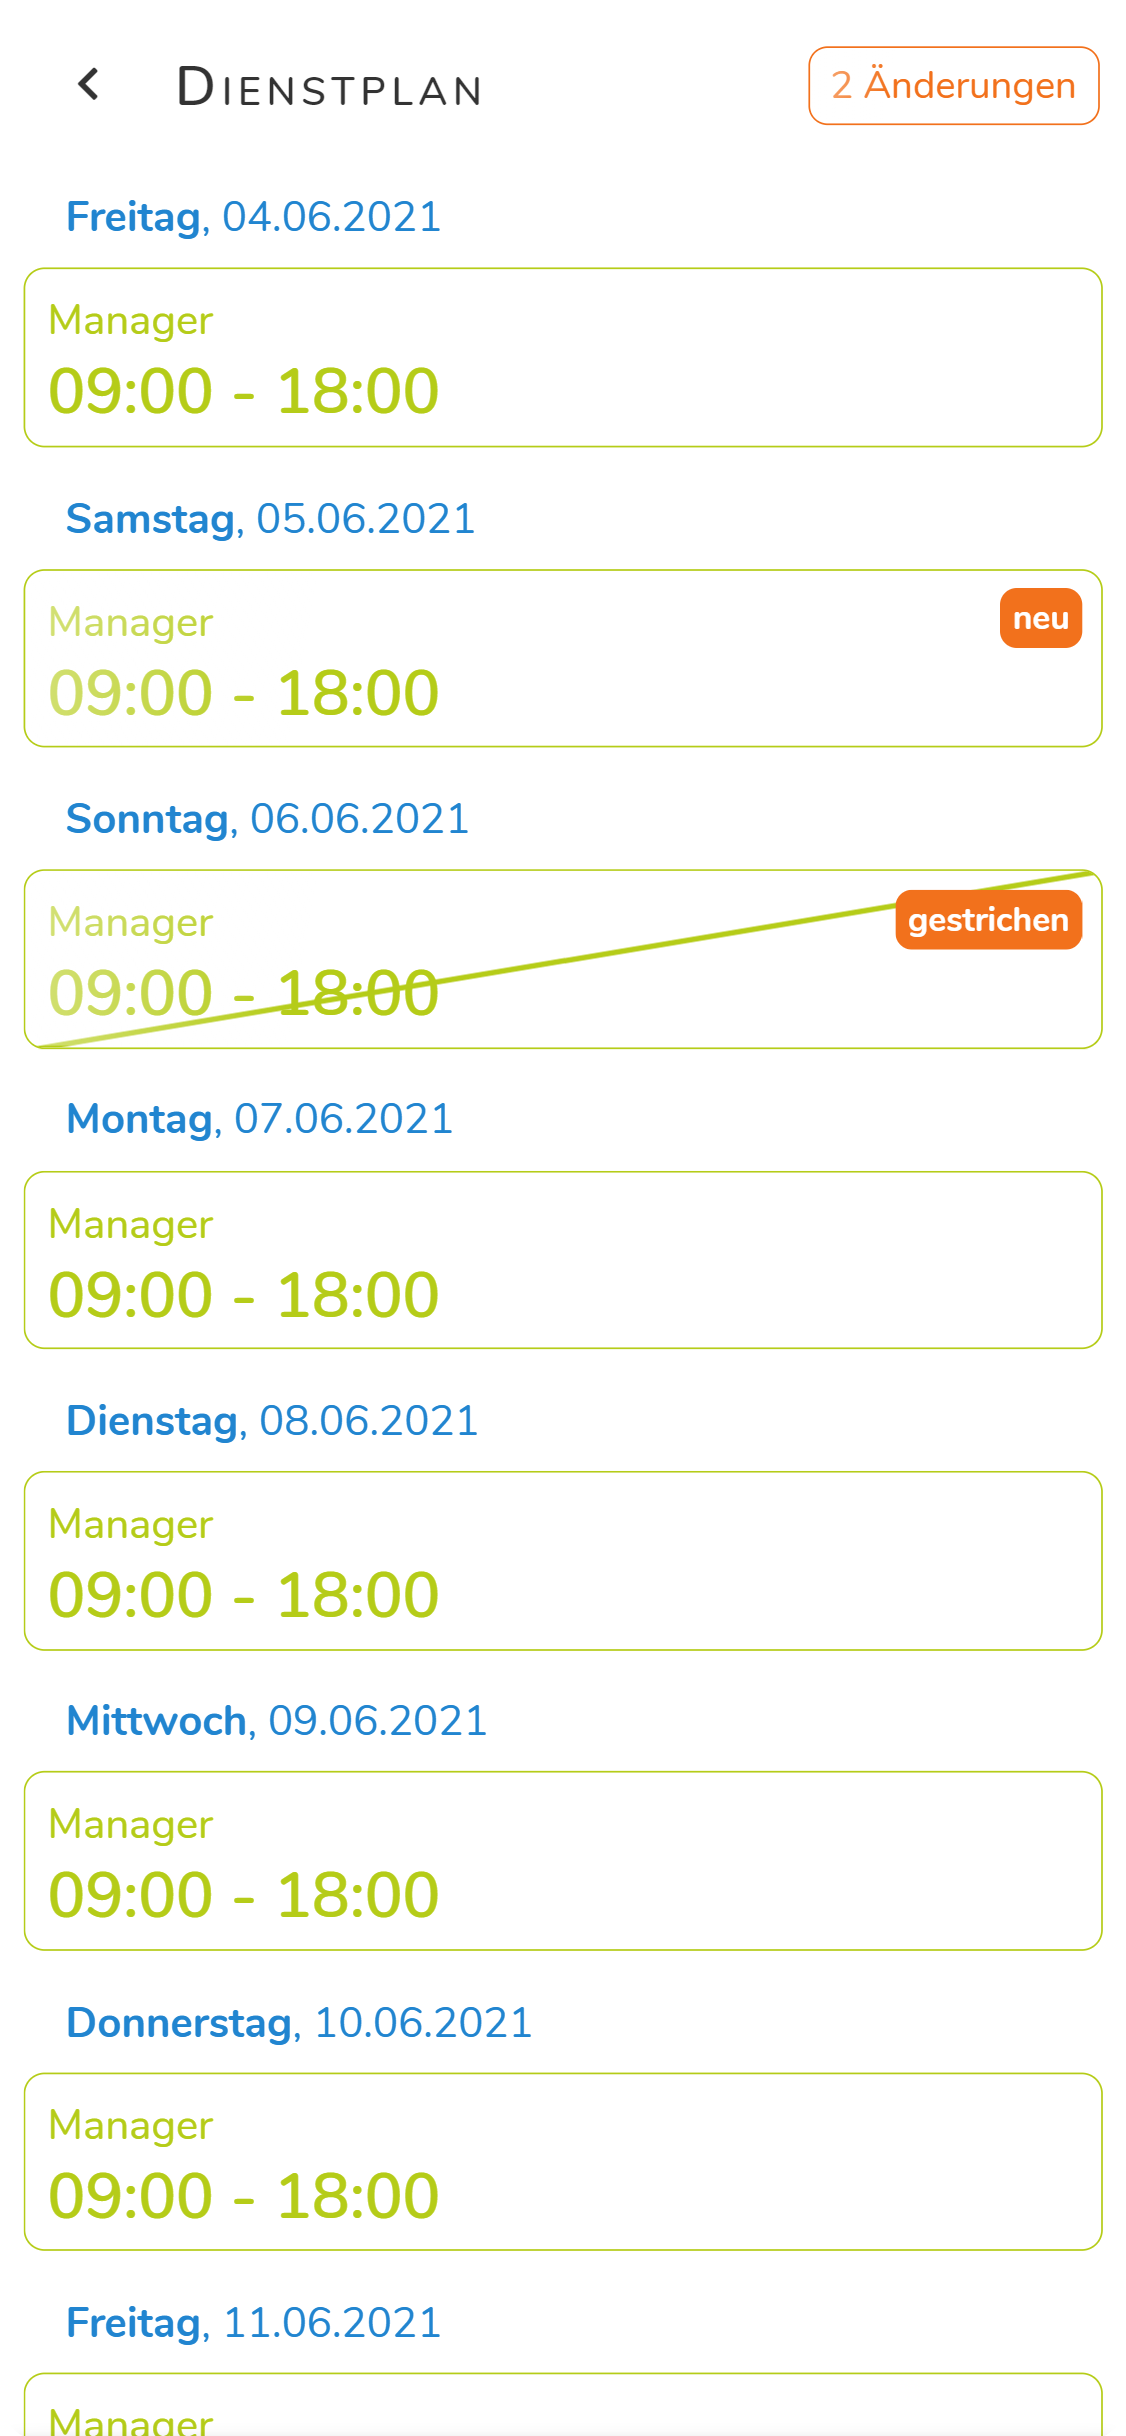 Dienstplan
2 Änderungen
Freitag, 04.06.2021
Manager
09:00 - 18:00
Samstag, 05.06.2021
Manager
neu
09:00 - 18:00
Sonntag, 06.06.2021
Manager
gestrichen
09:00 - 18:00
Montag, 07.06.2021
Manager
09:00 - 18:00
Dienstag, 08.06.2021
Manager
09:00 - 18:00
Mittwoch, 09.06.2021
Manager
09:00 - 18:00
Donnerstag, 10.06.2021
Manager
09:00 - 18:00
Freitag, 11.06.2021
Manager